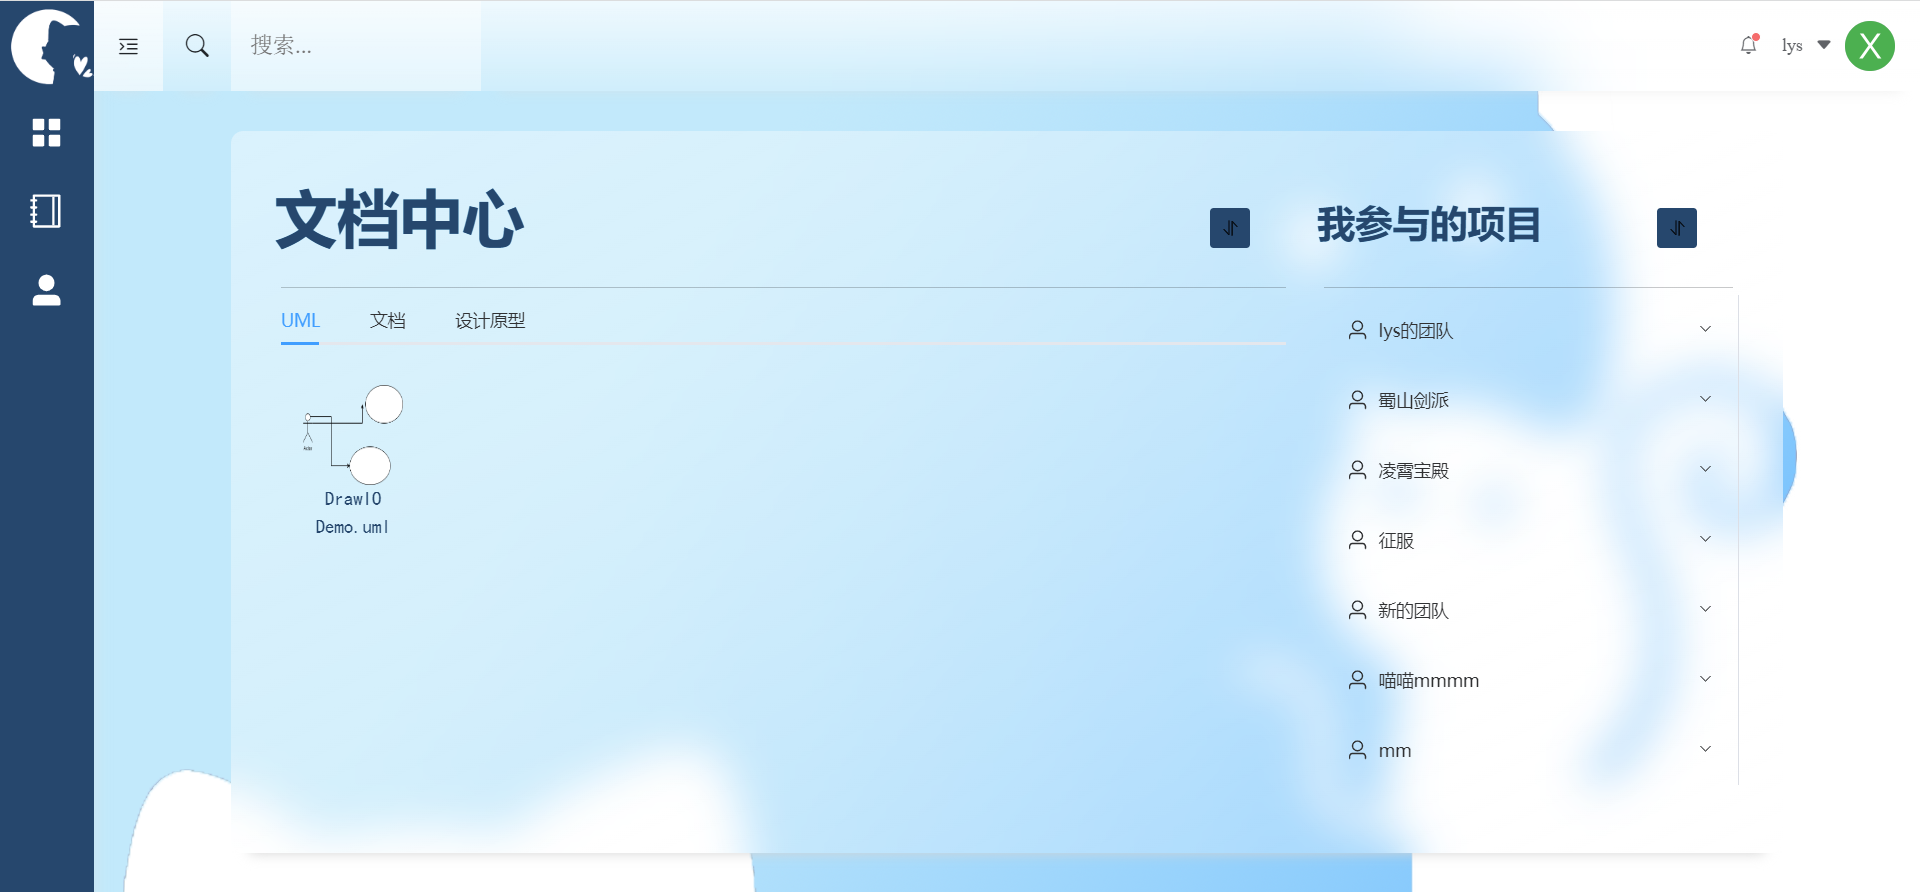 搜索...
lys
X
文档中心
我参与的项目
UML
文档
设计原型
DrawIO
Demo.uml
lys的团队
蜀山剑派
凌霄宝殿
征服
新的团队
喵喵mmmm
mm